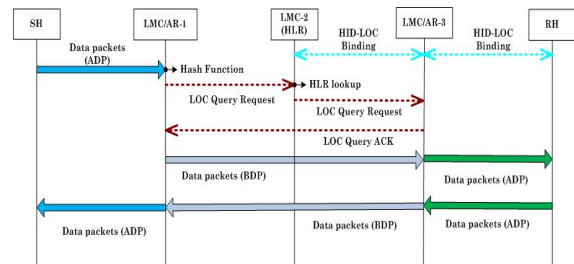 SH
LMC/AR-1
LMC-2
(HLR)
LMC/AR-3
RH
Data packets
(ADP)
HID-LOC
Binding
HID-LOC
Binding
Hash Function
HLR lookup
LOC Query Request
LOC Query Request
LOC Query ACK
Data packets (BDP)
Data packets (ADP)
Data packets (ADP)
Data packets (BDP)
Data packets (ADP)